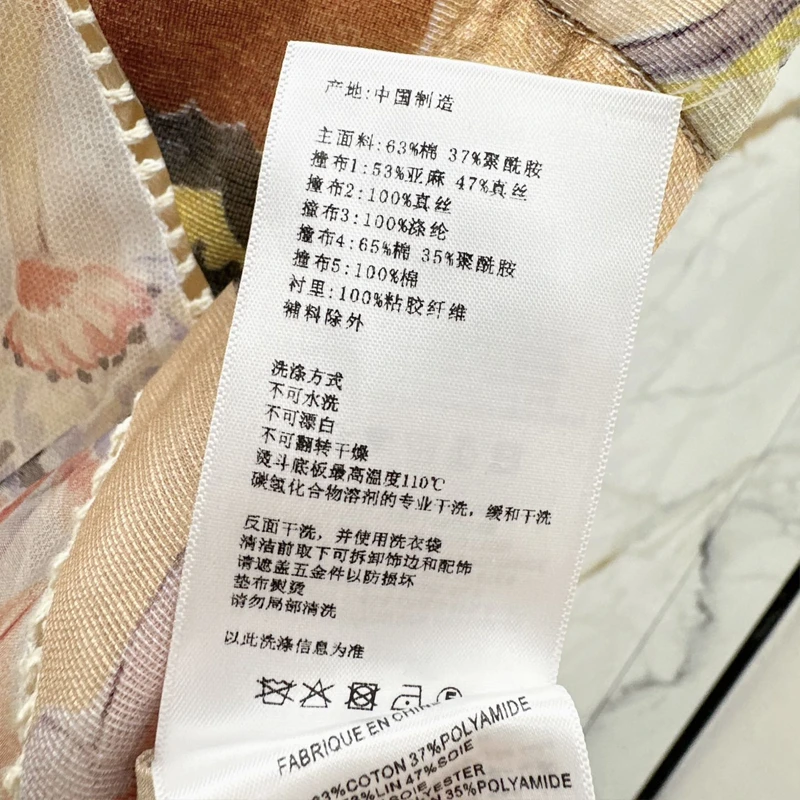 产地:中国制造
主面料:63%棉 37%聚酰胺
撞布1:53%亚麻 47%真丝
撞布2:100%真丝
撞布3:100%涤纶
撞布4:65%棉 35%聚酰胺
撞布5:100%棉
衬里:100%粘胶纤维
辅料除外
洗涤方式
不可水洗
不可漂白
不可翻转干燥
熨斗底板最高温度110℃
碳氢化合物溶剂的专业干洗，缓和干洗
反面干洗，并使用洗衣袋
清洁前取下可拆卸饰边和配饰
请遮盖五金件以防损坏
垫布熨烫
请勿局部清洗
以此洗涤信息为准
FABRIQUE EN CHINE
63%COTON 37%POLYAMIDE
LIN 47%SOIE
SOIE
POLYESTER
35%POLYAMIDE